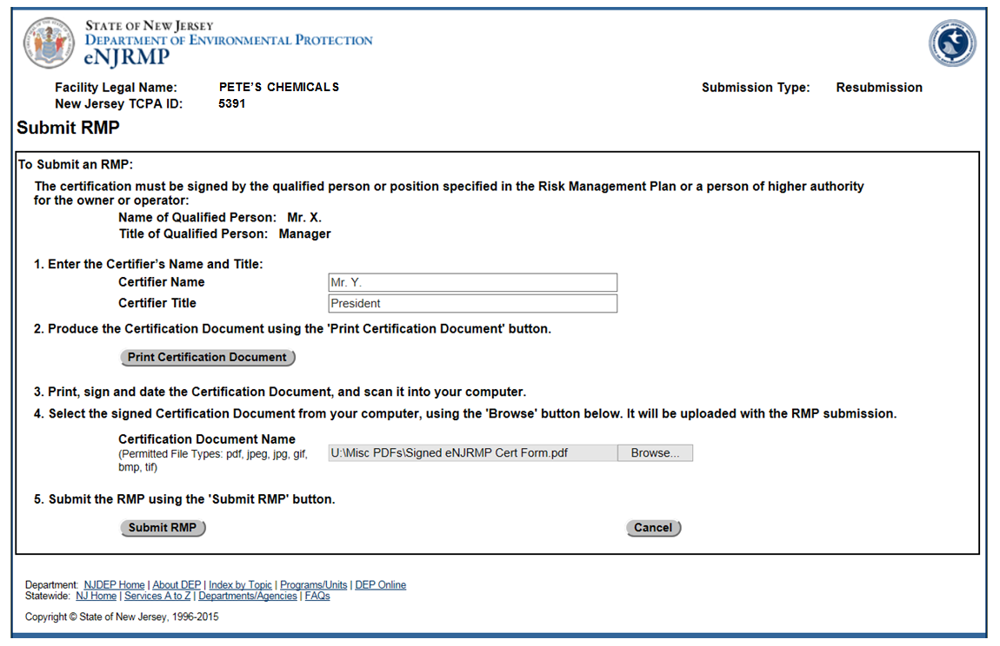 STATE OF NEW JERSEY
DEPARTMENT OF ENVIRONMENTAL PROTECTION
eNJRMP
Facility Legal Name: PETE'S CHEMICALS Submission Type: Resubmission
New Jersey TCPA ID: 5391
Submit RMP
To Submit an RMP:
The certification must be signed by the qualified person or position specified in the Risk Management Plan or a person of higher authority
for the owner or operator:
Name of Qualified Person: Mr. X.
Title of Qualified Person: Manager
1. Enter the Certifier's Name and Title:
Certifier Name Mr. Y.
Certifier Title President
2. Produce the Certification Document using the 'Print Certification Document' button.
Print Certification Document
3. Print, sign and date the Certification Document, and scan it into your computer.
4. Select the signed Certification Document from your computer, using the 'Browse' button below. It will be uploaded with the RMP submission.
Certification Document Name
(Permitted File Types: pdf, jpeg, jpg, gif, U:\Misc PDFs\Signed eNJRMP Cert Form.pdf Browse...
bmp, tif)
5. Submit the RMP using the 'Submit RMP' button.
Submit RMP Cancel
Department: NJDEP Home | About DEP | Index by Topic | Programs/Units | DEP Online
Statewide: NJ Home | Services A to Z | Departments/Agencies | FAQs
Copyright © State of New Jersey, 1996-2015